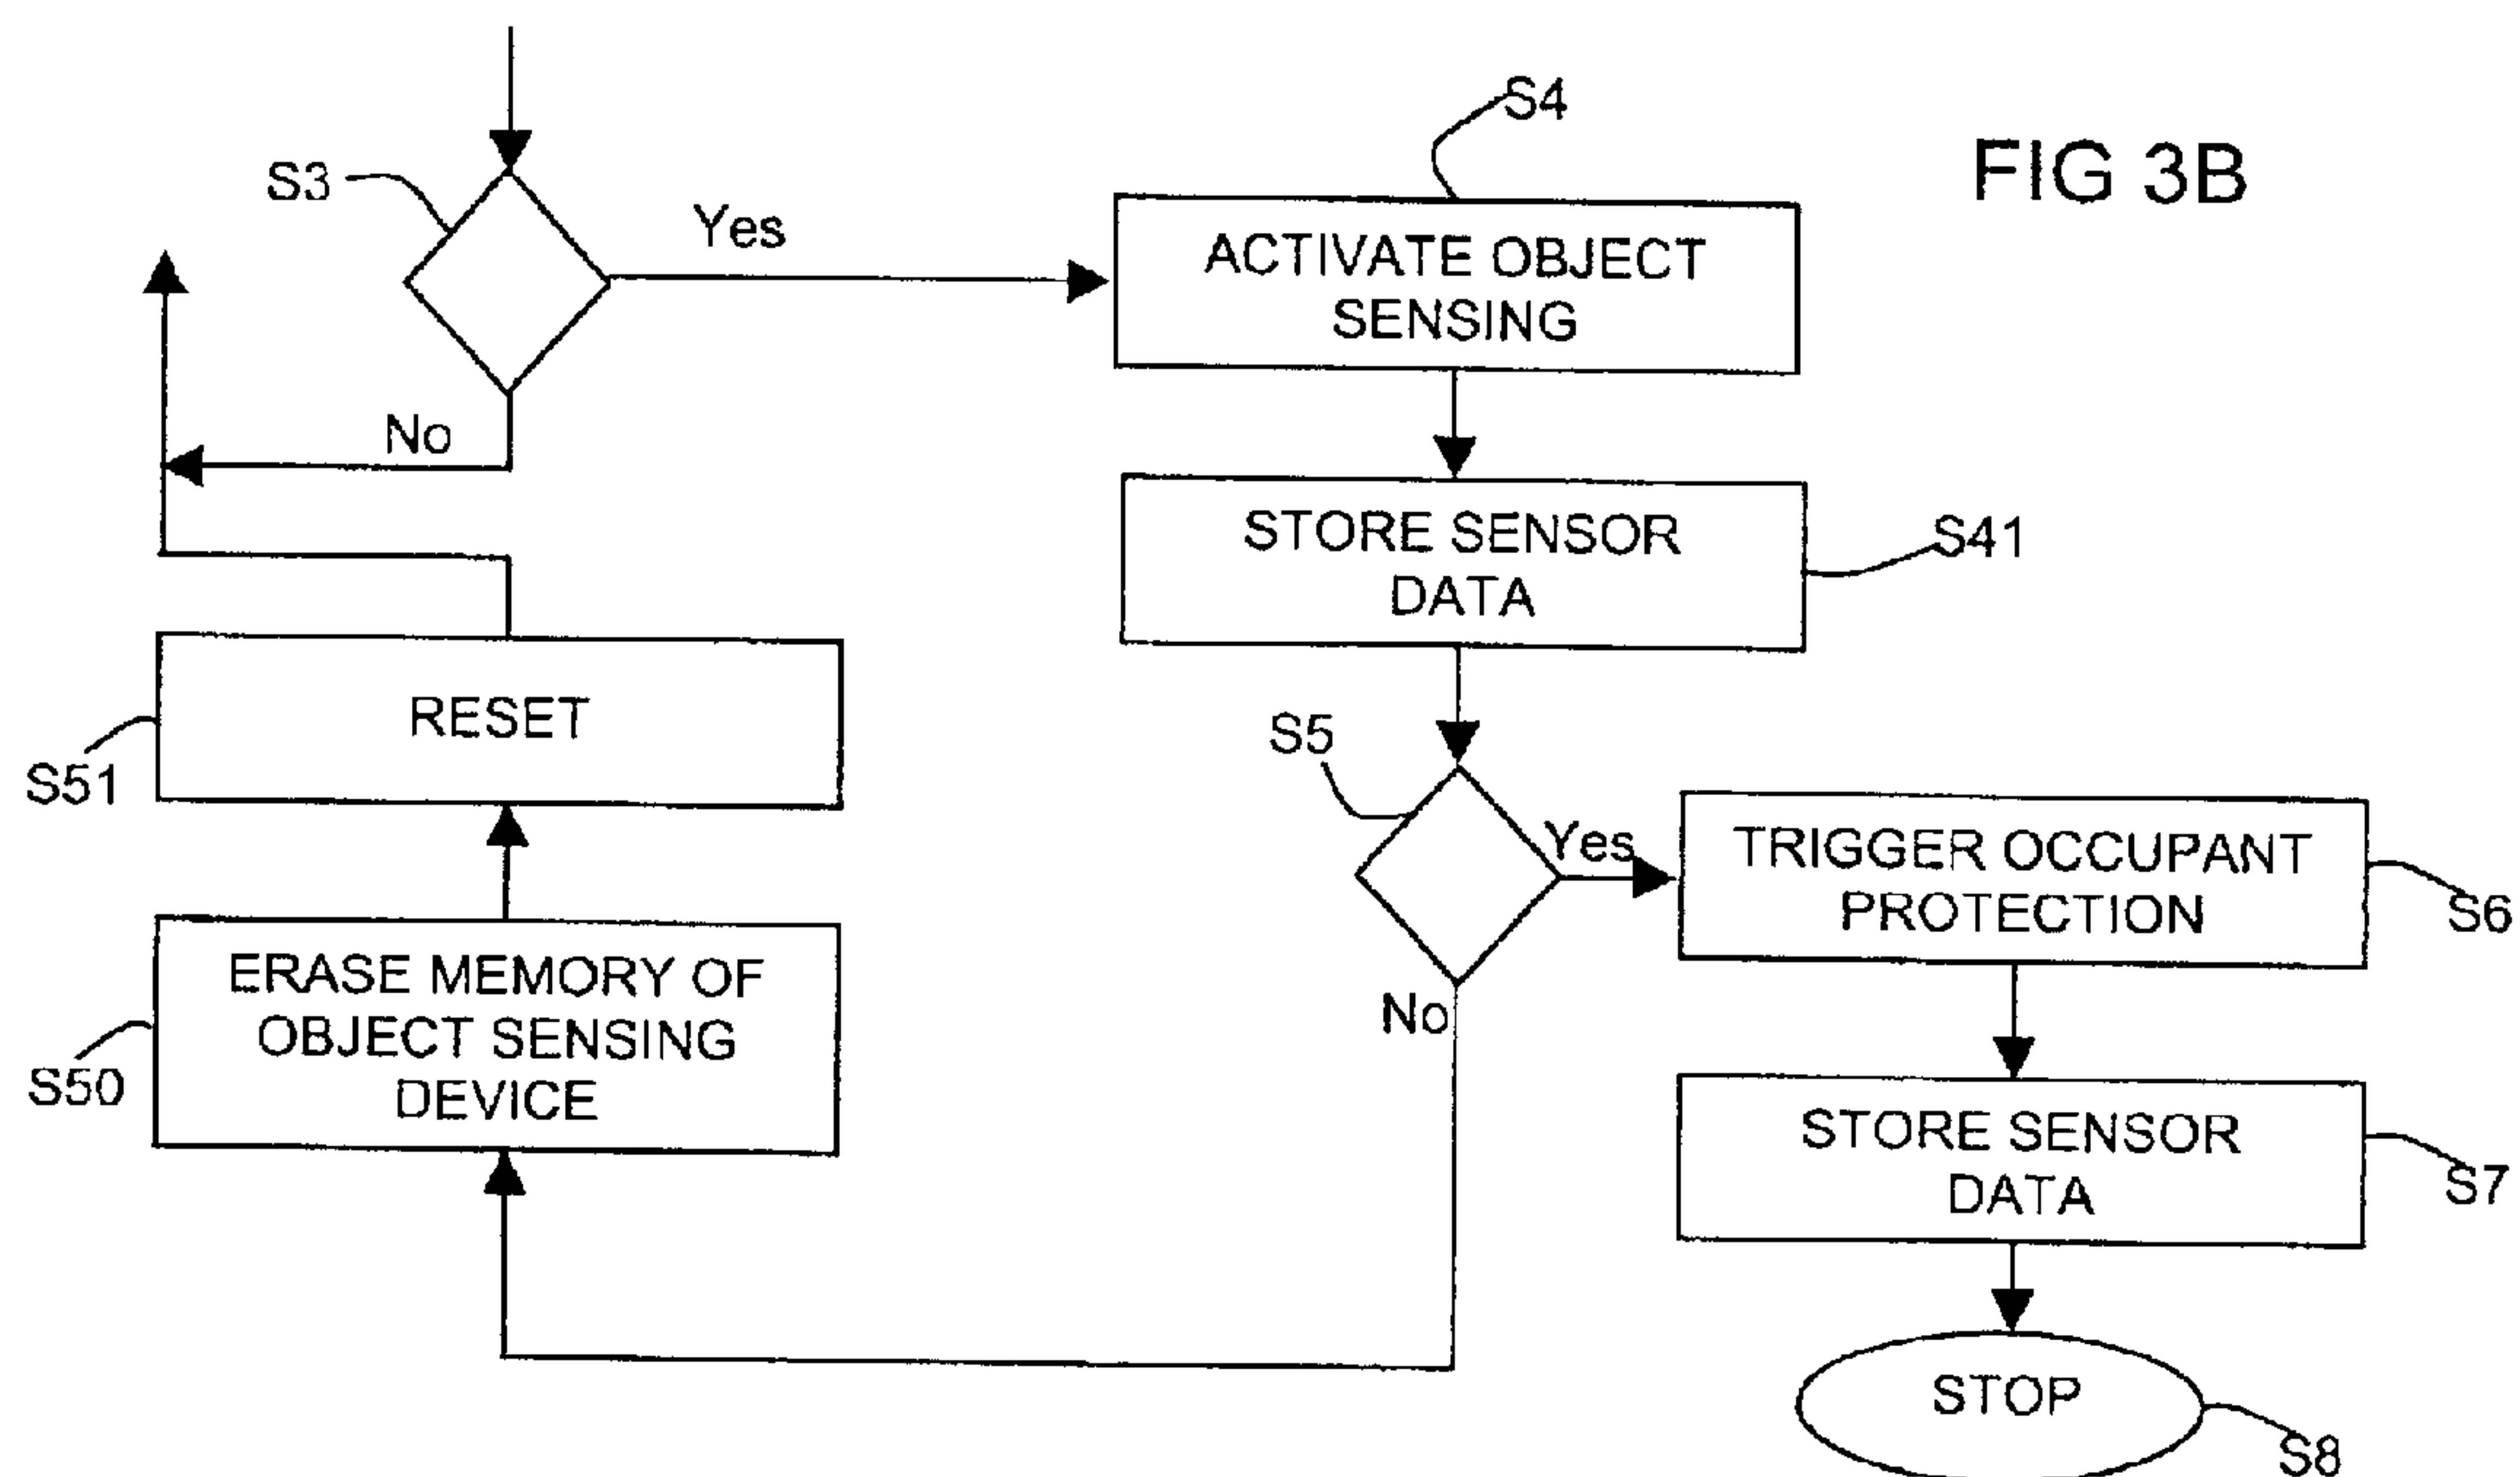 FIG 3B
S3
Yes
No
S4
ACTIVATE OBJECT
SENSING
STORE SENSOR
DATA
S41
S5
Yes
No
TRIGGER OCCUPANT
PROTECTION
S6
STORE SENSOR
DATA
S7
STOP
S8
RESET
S51
ERASE MEMORY OF
OBJECT SENSING
DEVICE
S50